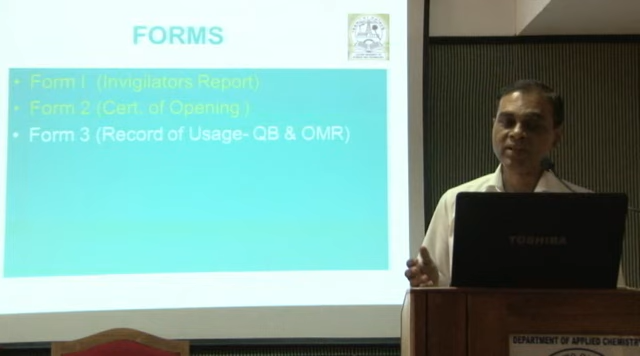 FORMS
• Form I (Invigilators Report)
• Form 2 (Cert. of Opening )
• Form 3 (Record of Usage- QB & OMR)
TOSHIBA
DEPARTMENT OF APPLIED CHEMISTRY